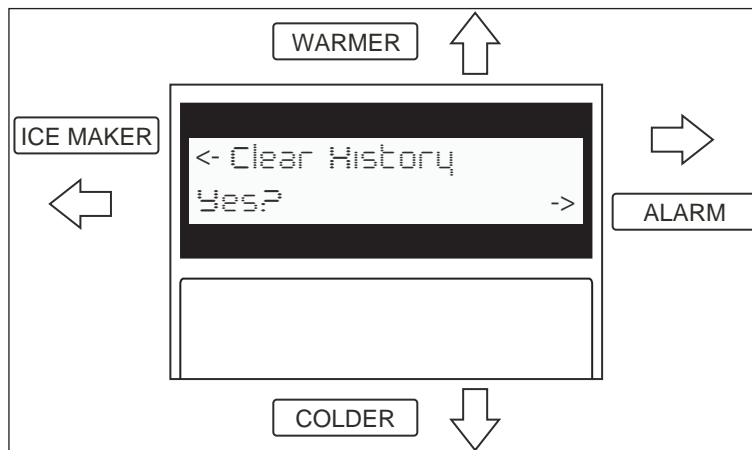 WARMER
ICE MAKER
<- Clear History
Yes? ->
ALARM
COLDER